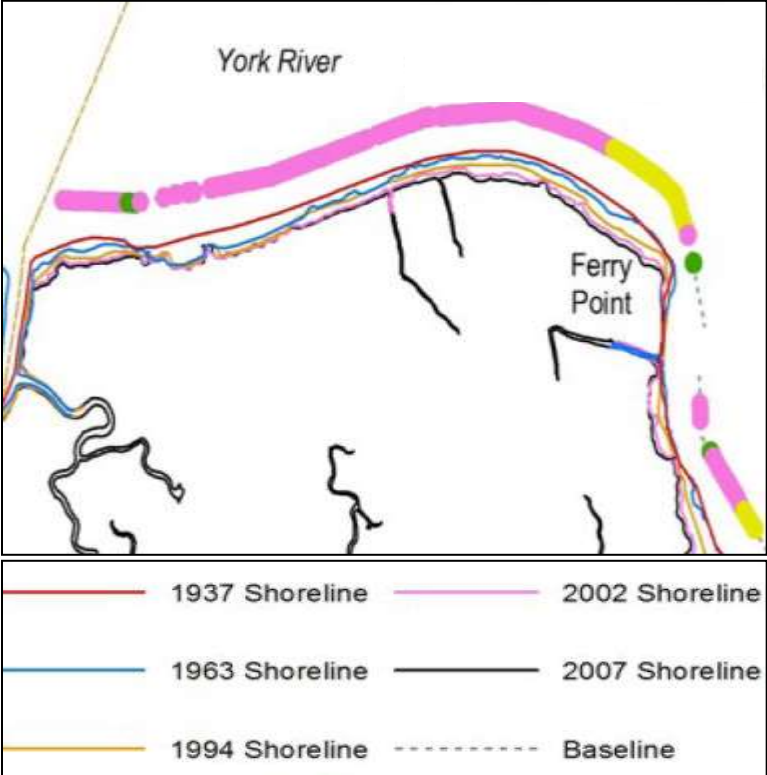 York River
Ferry
Point
1937 Shoreline
2002 Shoreline
1963 Shoreline
2007 Shoreline
1994 Shoreline
Baseline